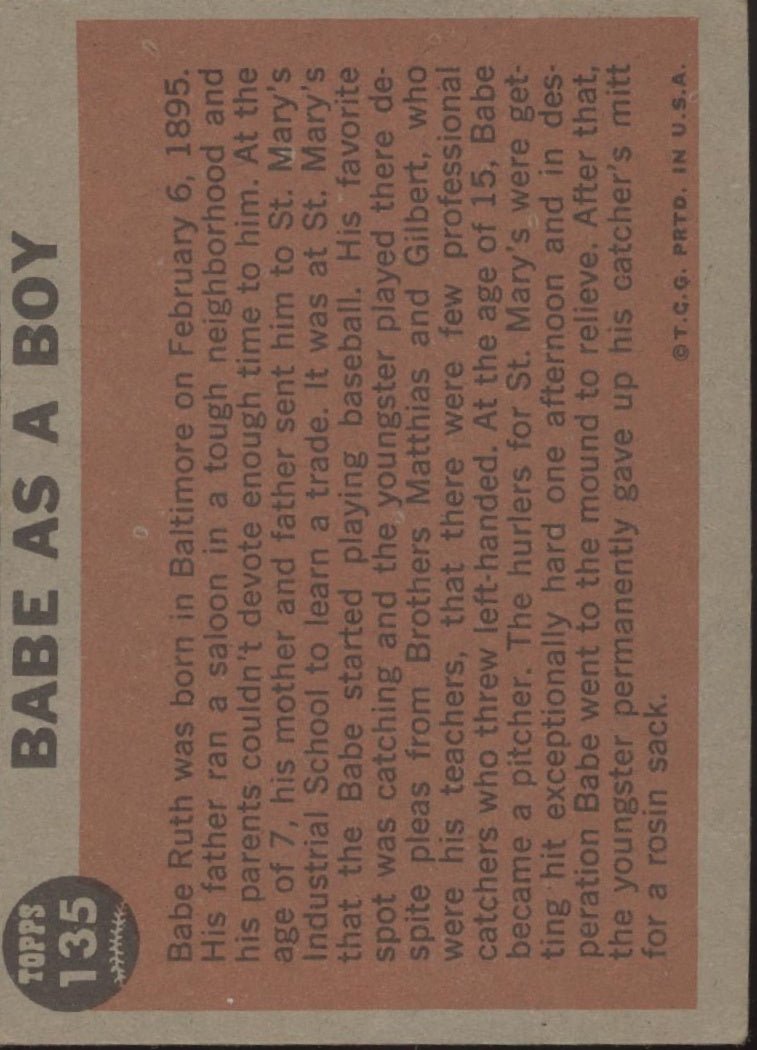 TOPPS
135
BABE AS A BOY
Babe Ruth was born in Baltimore on February 6, 1895.
His father ran a saloon in a tough neighborhood and
his parents couldn't devote enough time to him. At the
age of 7, his mother and father sent him to St. Mary's
Industrial School to learn a trade. It was at St. Mary's
that the Babe started playing baseball. His favorite
spot was catching and the youngster played there de-
spite pleas from Brothers Matthias and Gilbert, who
were his teachers, that there were few professional
catchers who threw left-handed. At the age of 15, Babe
became a pitcher. The hurlers for St. Mary's were get-
ting hit exceptionally hard one afternoon and in des-
peration Babe went to the mound to relieve. After that,
the youngster permanently gave up his catcher's mitt
for a rosin sack.
©T.C.G. PRTD. IN U.S.A.